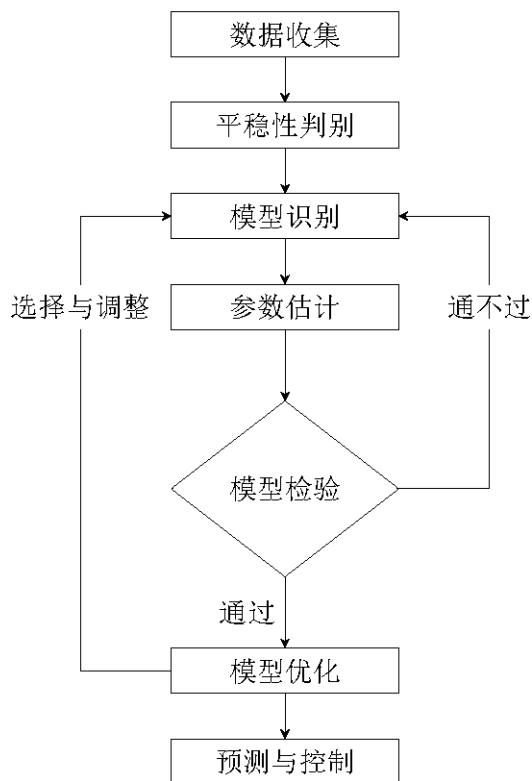 数据收集
平稳性判别
模型识别
选择与调整
参数估计
通不过
模型检验
通过
模型优化
预测与控制